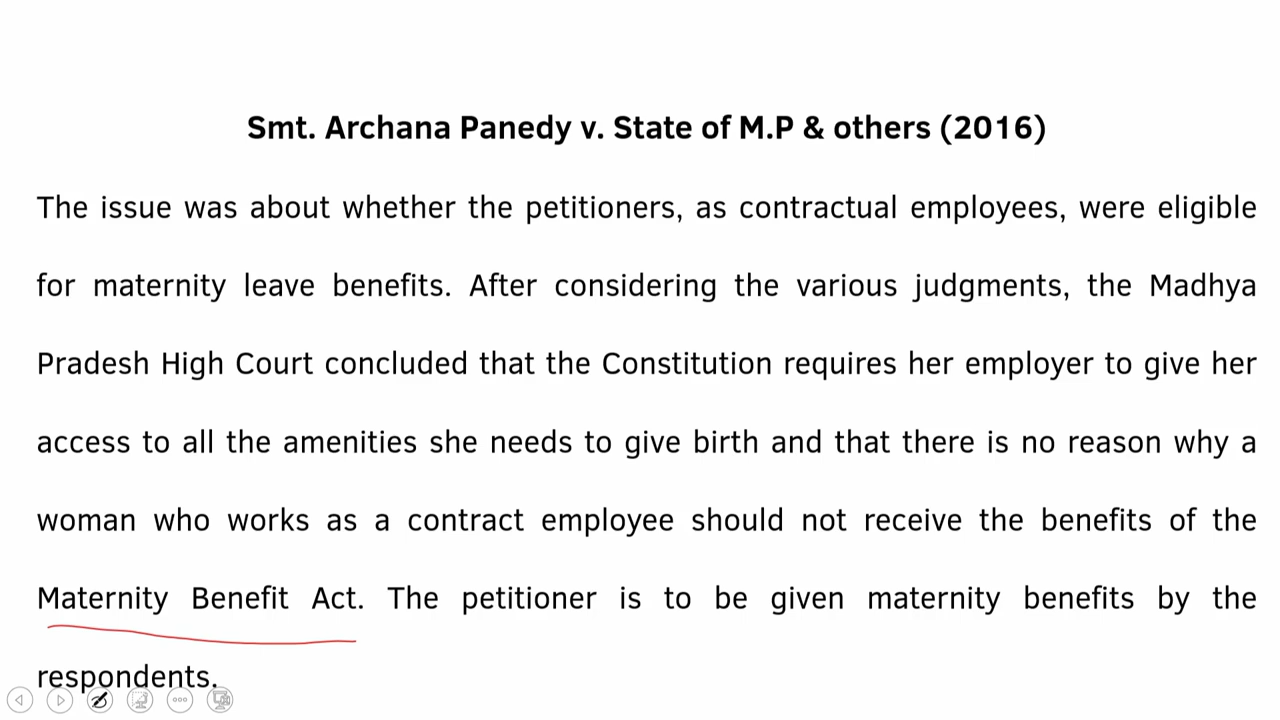 Smt. Archana Panedy v. State of M.P & others (2016)
The issue was about whether the petitioners, as contractual employees, were eligible
for maternity leave benefits. After considering the various judgments, the Madhya
Pradesh High Court concluded that the Constitution requires her employer to give her
access to all the amenities she needs to give birth and that there is no reason why a
woman who works as a contract employee should not receive the benefits of the
Maternity Benefit Act. The petitioner is to be given maternity benefits by the
respondents.